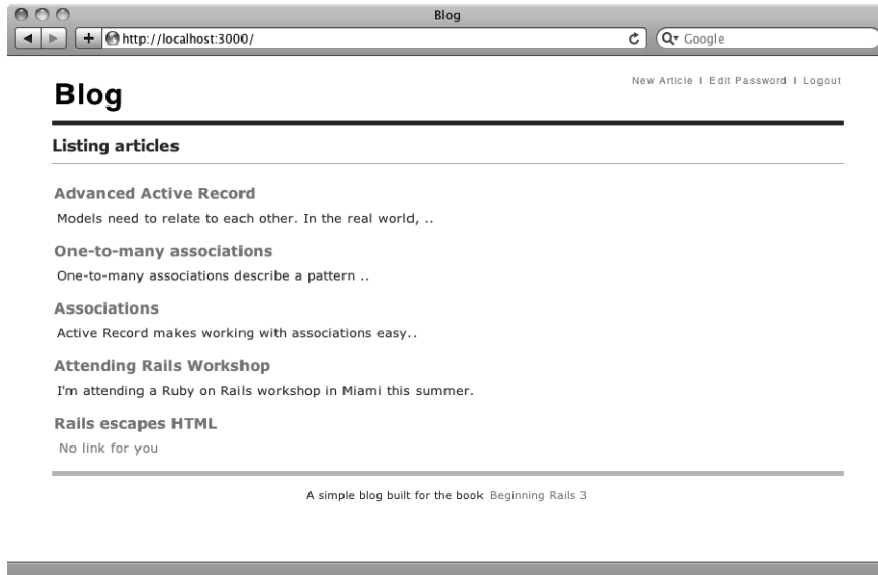 Blog
http://localhost:3000/
Google
New Article | Edit Password | Logout
Blog
Listing articles
Advanced Active Record
Models need to relate to each other. In the real world, ..
One-to-many associations
One-to-many associations describe a pattern ..
Associations
Active Record makes working with associations easy..
Attending Rails Workshop
I'm attending a Ruby on Rails workshop in Miami this summer.
Rails escapes HTML
No link for you
A simple blog built for the book Beginning Rails 3